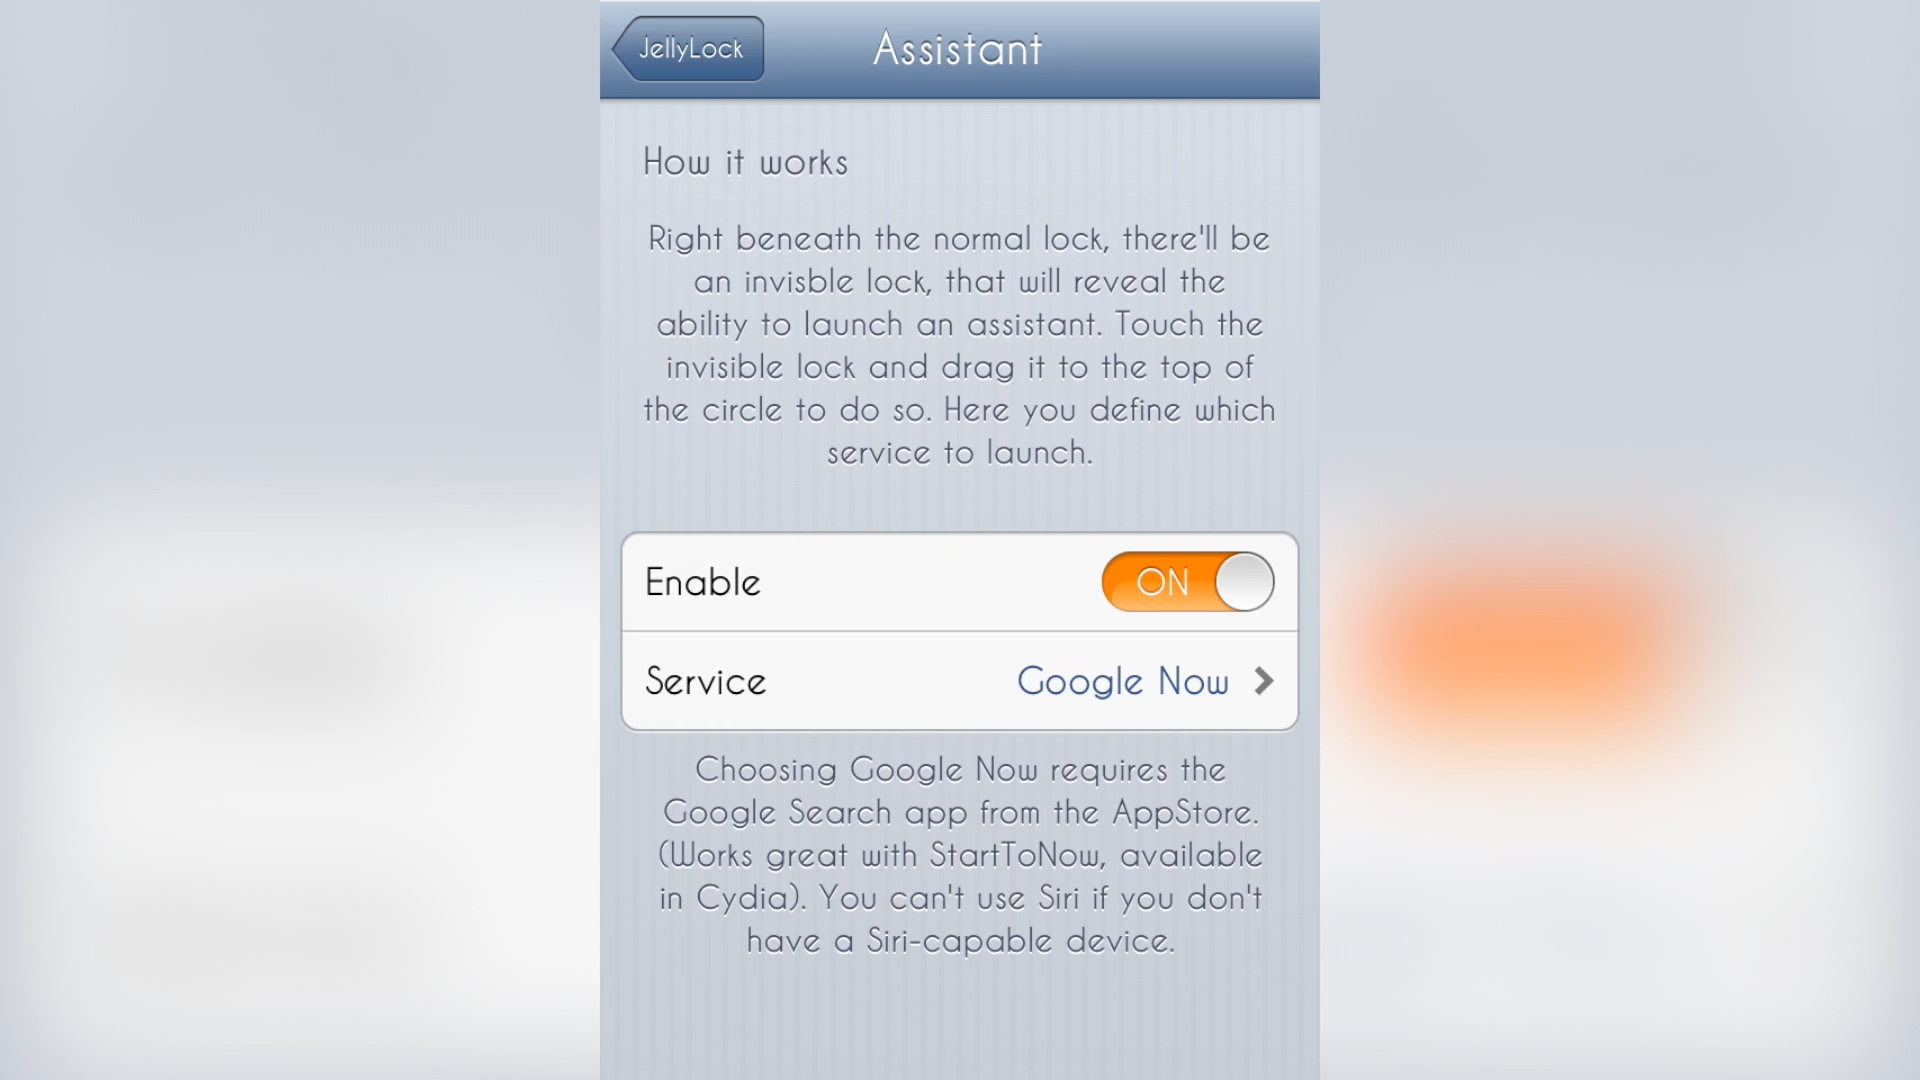 JellyLock
Assistant
How it works
Right beneath the normal lock, there'll be
an invisble lock, that will reveal the
ability to launch an assistant. Touch the
invisible lock and drag it to the top of
the circle to do so. Here you define which
service to launch.
Enable
ON
Service
Google Now
Choosing Google Now requires the
Google Search app from the AppStore.
(Works great with StartToNow, available
in Cydia). You can't use Siri if you don't
have a Siri-capable device.